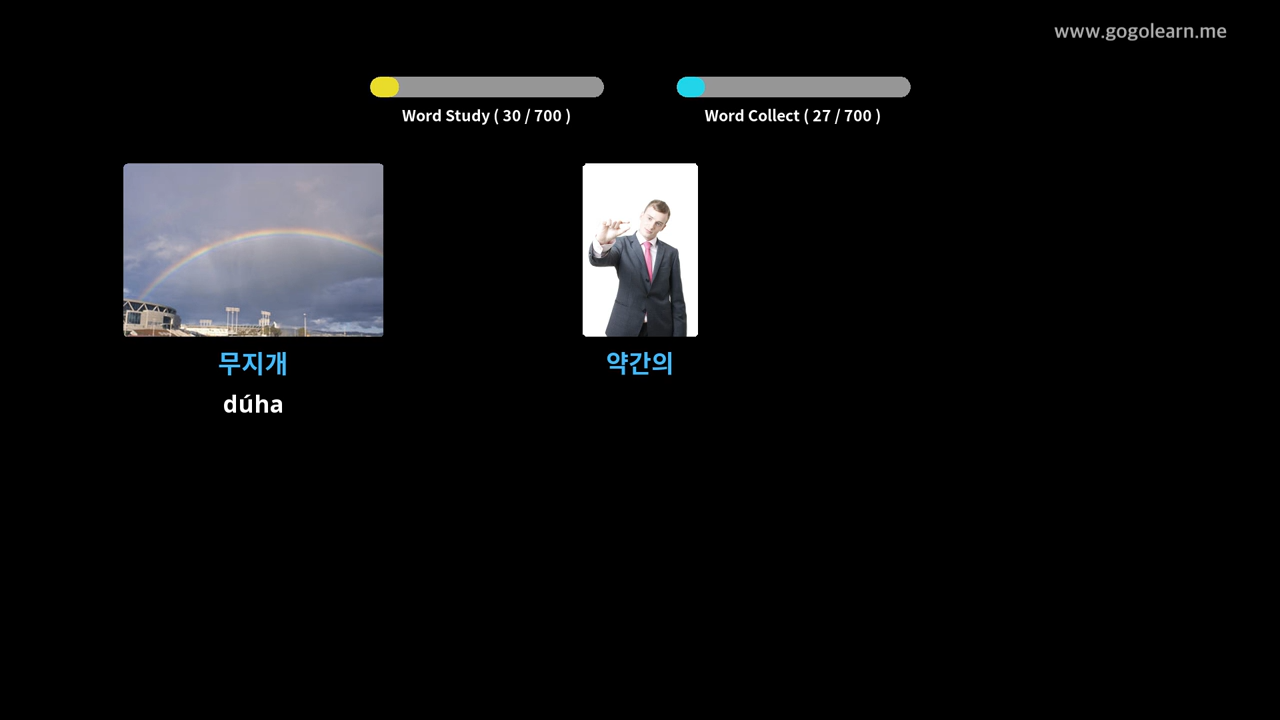 www.gogolearn.me
Word Study ( 30 / 700 )
Word Collect ( 27 / 700 )
무지개
dúha
약간의